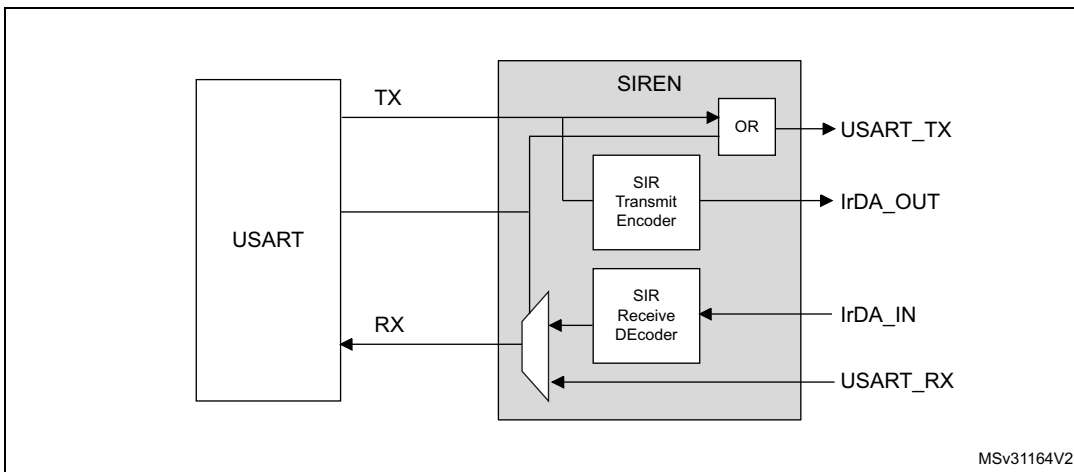 SIREN
TX
OR
USART_TX
SIR
Transmit
Encoder
IrDA_OUT
USART
SIR
Receive
DEcoder
IrDA_IN
RX
USART_RX
MSv31164V2